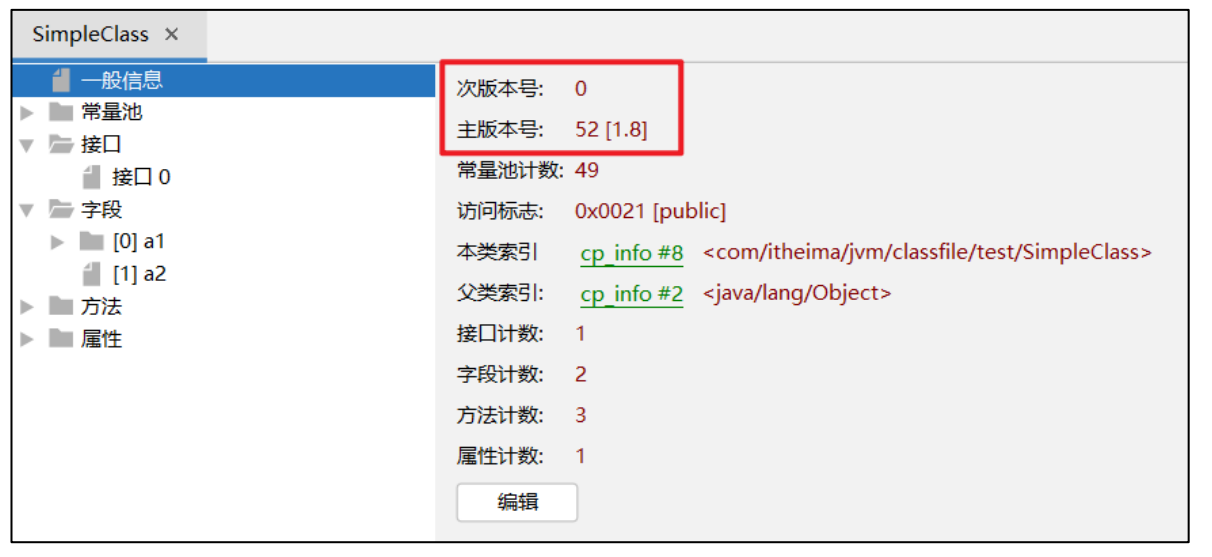 SimpleClass ×
一般信息
常量池
接口
接口 0
字段
[0] a1
[1] a2
方法
属性
次版本号: 0
主版本号: 52 [1.8]
常量池计数: 49
访问标志: 0x0021 [public]
本类索引 cp_info #8 <com/itheima/jvm/classfile/test/SimpleClass>
父类索引: cp_info #2 <java/lang/Object>
接口计数: 1
字段计数: 2
方法计数: 3
属性计数: 1
编辑